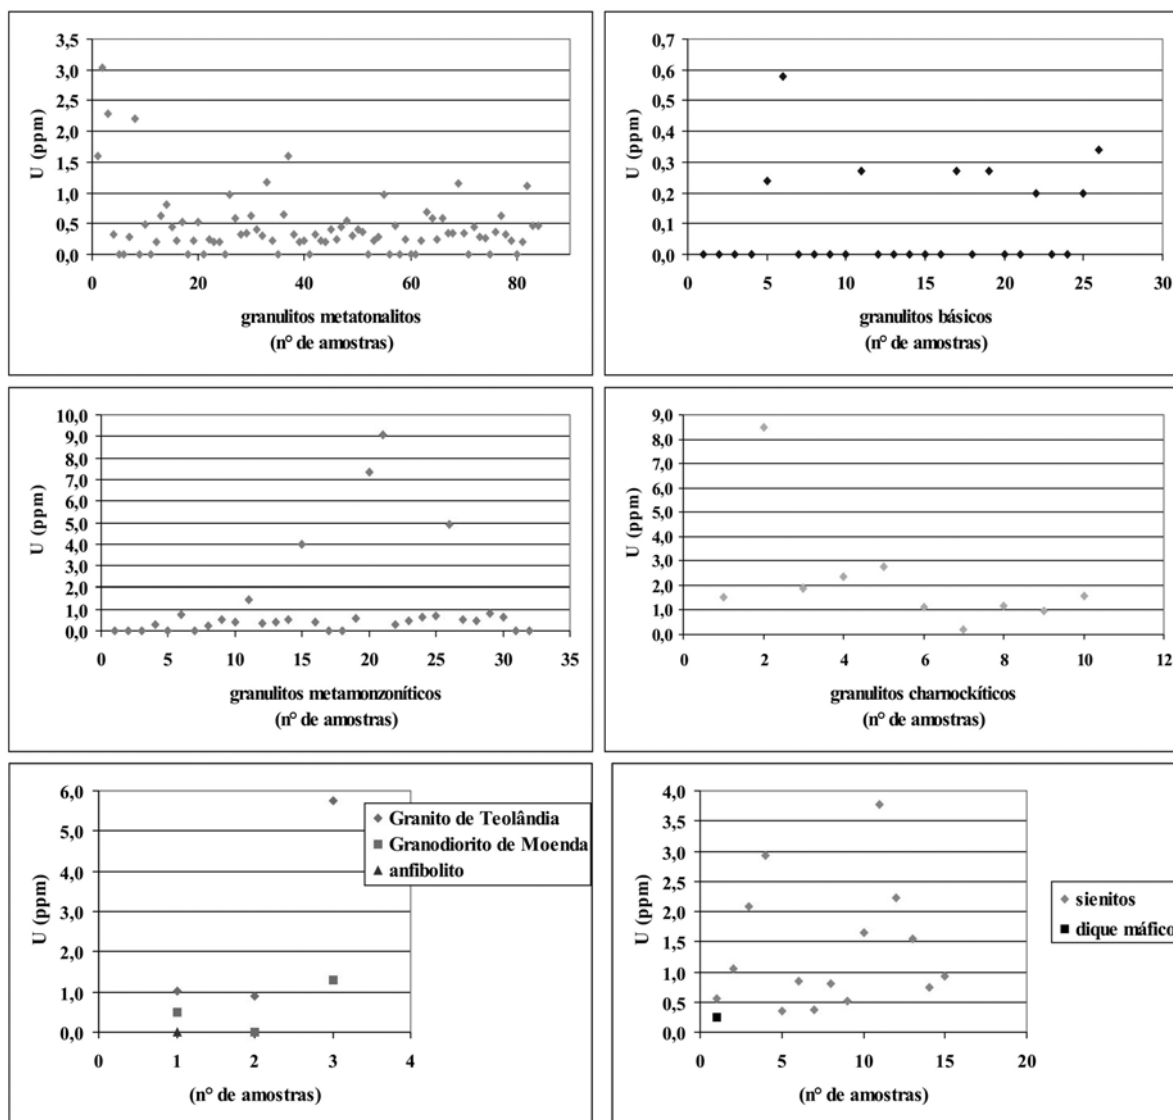 3,5
3,0
2,5
2,0
1,5
1,0
0,5
0,0
U (ppm)
0 20 40 60 80
granulitos metatonalitos
(n° de amostras)
0,7
0,6
0,5
0,4
0,3
0,2
0,1
0,0
U (ppm)
0 5 10 15 20 25 30
granulitos básicos
(n° de amostras)
10,0
9,0
8,0
7,0
6,0
5,0
4,0
3,0
2,0
1,0
0,0
U (ppm)
0 5 10 15 20 25 30 35
granulitos metamonzoníticos
(n° de amostras)
9,0
8,0
7,0
6,0
5,0
4,0
3,0
2,0
1,0
0,0
U (ppm)
0 2 4 6 8 10 12
granulitos charnockíticos
(n° de amostras)
6,0
5,0
4,0
3,0
2,0
1,0
0,0
U (ppm)
0 1 2 3 4
(n° de amostras)
Granito de Teolândia
Granodiorito de Moenda
anfibolito
4,0
3,5
3,0
2,5
2,0
1,5
1,0
0,5
0,0
U (ppm)
0 5 10 15 20
(n° de amostras)
sienitos
dique máfico